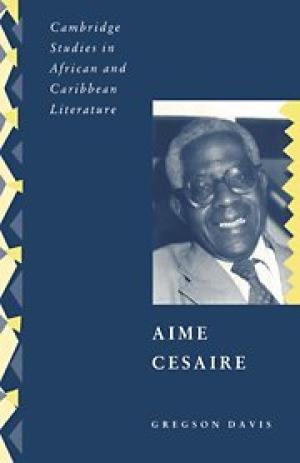 Cambridge
Studies in
African and
Caribbean
Literature
AIME
CESAIRE
GREGSON DAVIS